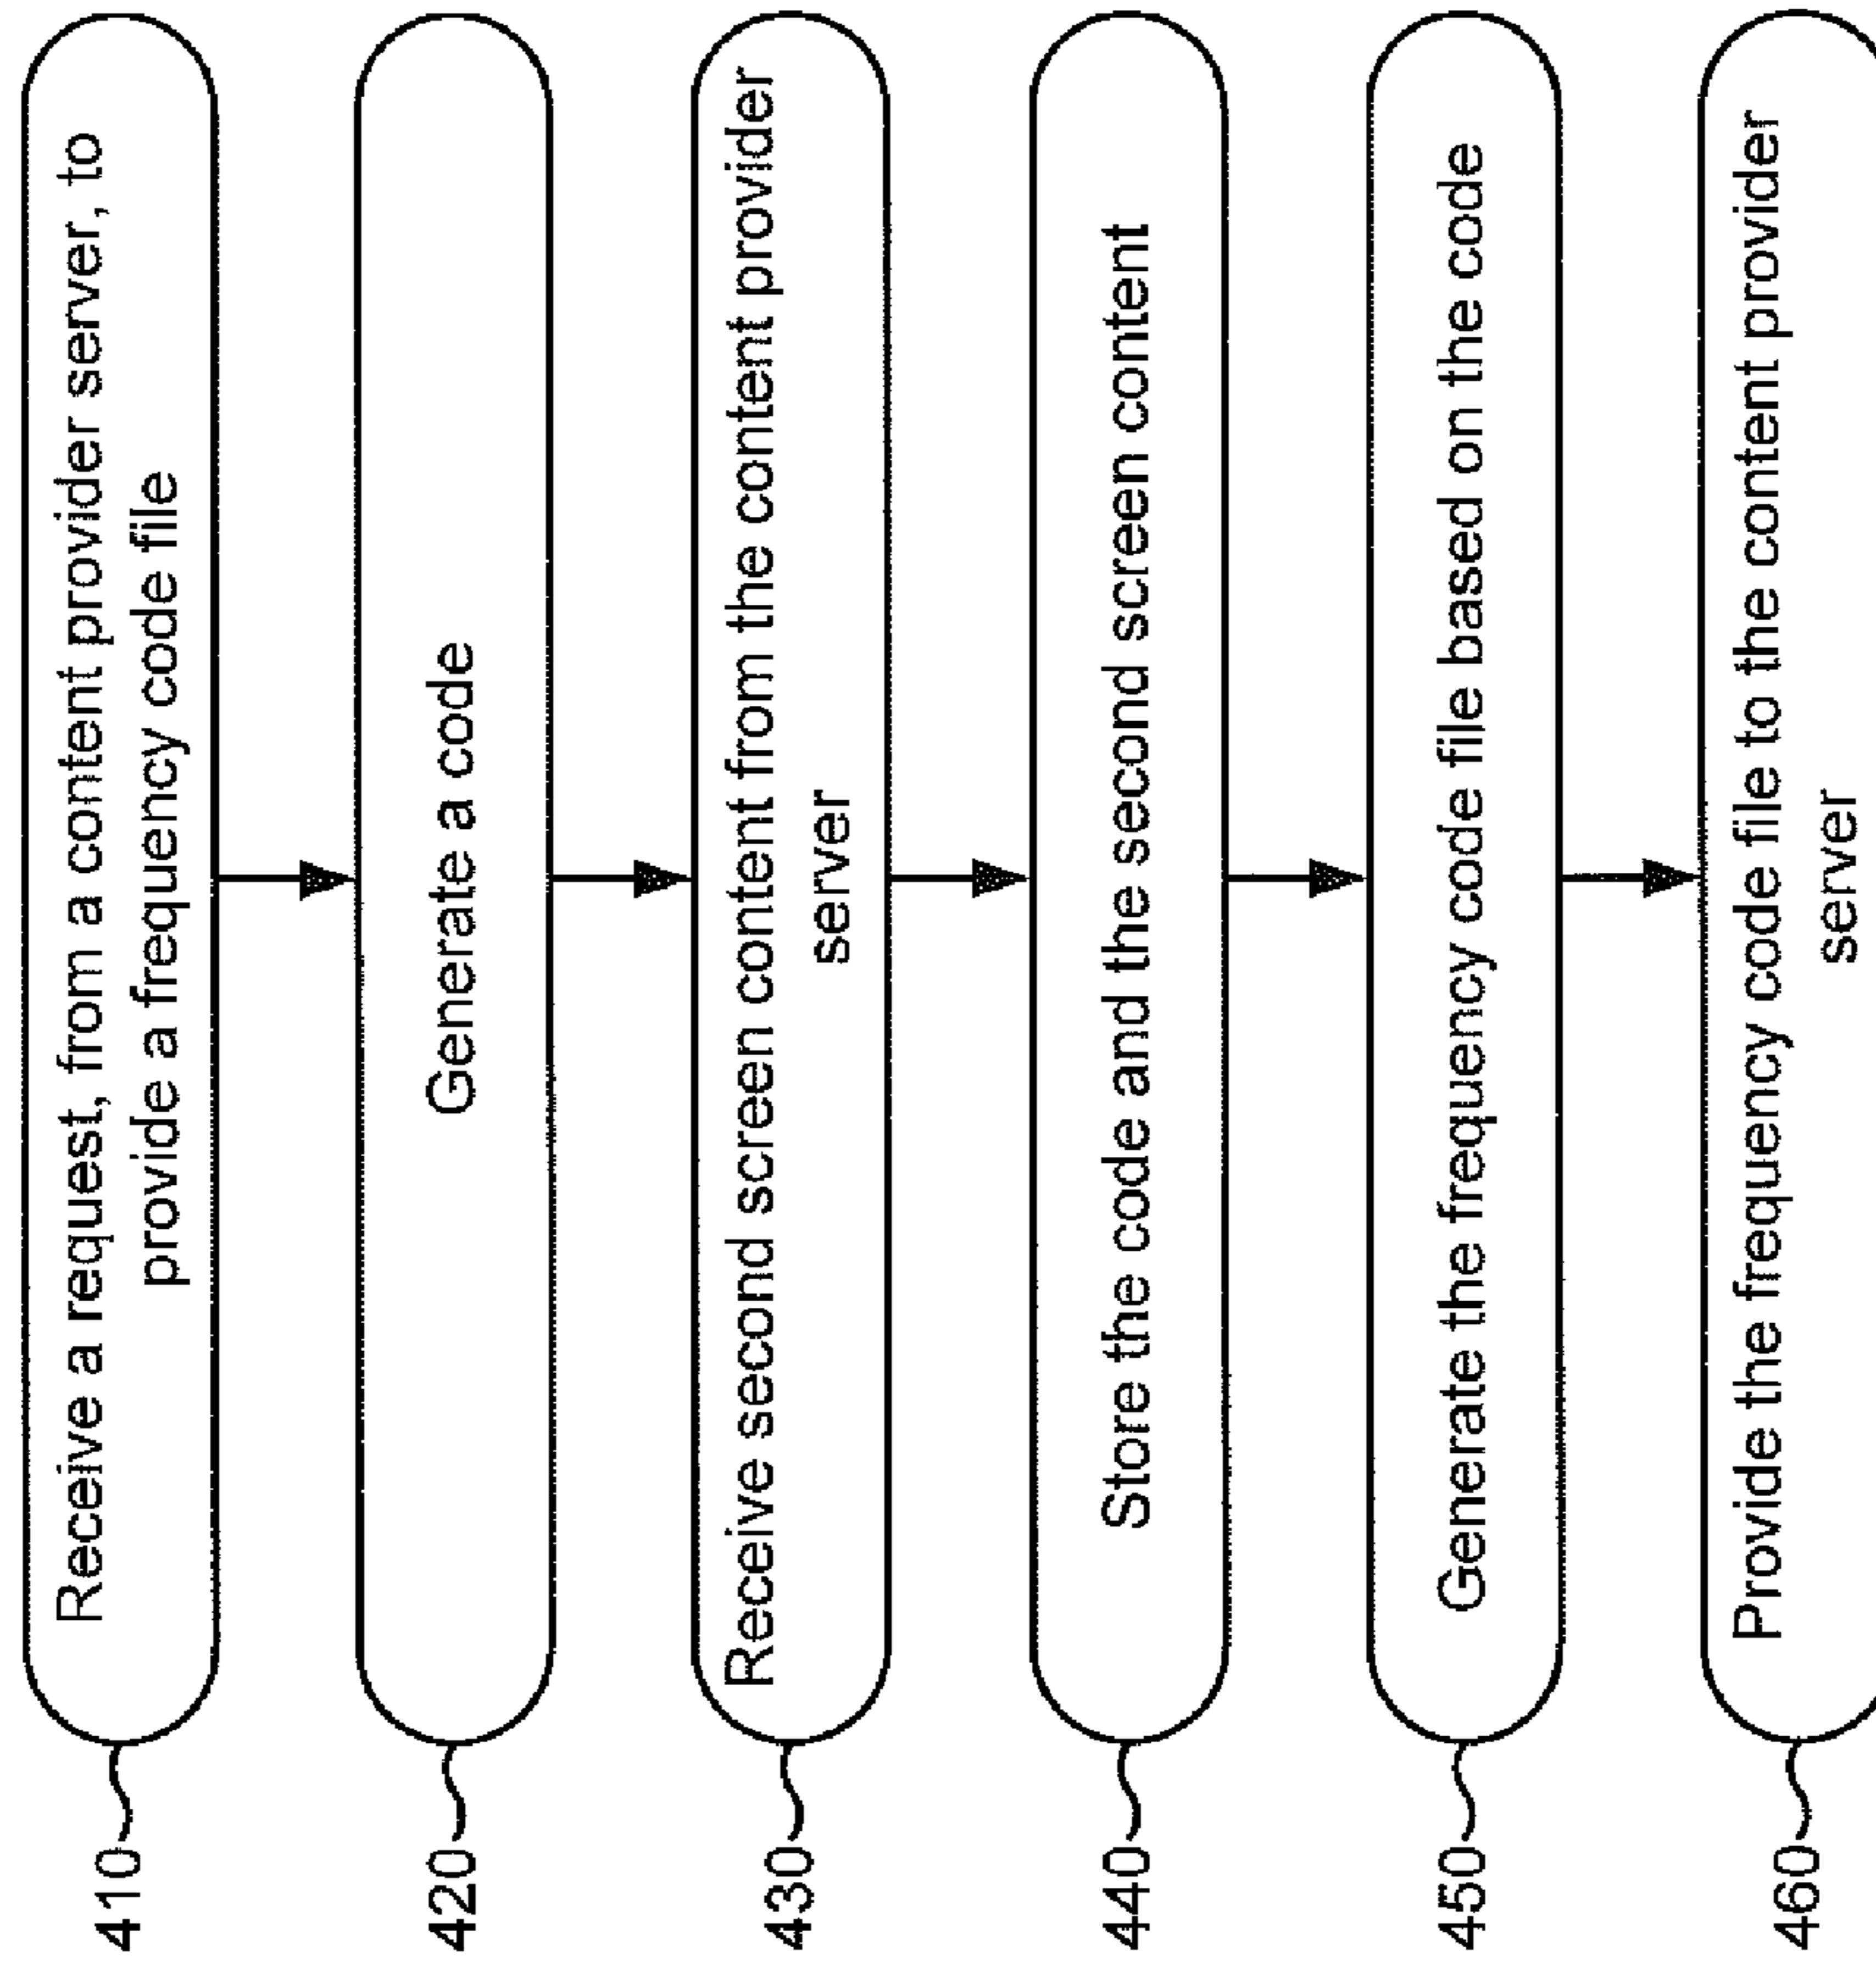 410
Receive a request, from a content provider server, to
provide a frequency code file
420
Generate a code
430
Receive second screen content from the content provider
server
440
Store the code and the second screen content
450
Generate the frequency code file based on the code
460
Provide the frequency code file to the content provider
server